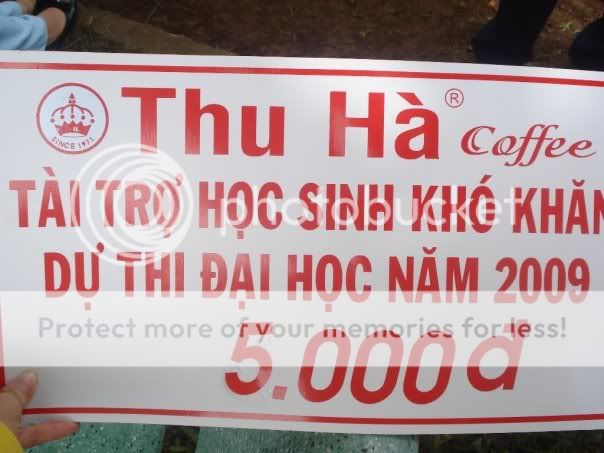 Thu Hà® Coffee
SINCE 1971
TÀI TRỢ HỌC SINH KHÓ KHĂN
photobucket
DỰ THI ĐẠI HỌC NĂM 2009
Protect more of your memories for less!
5.000đ